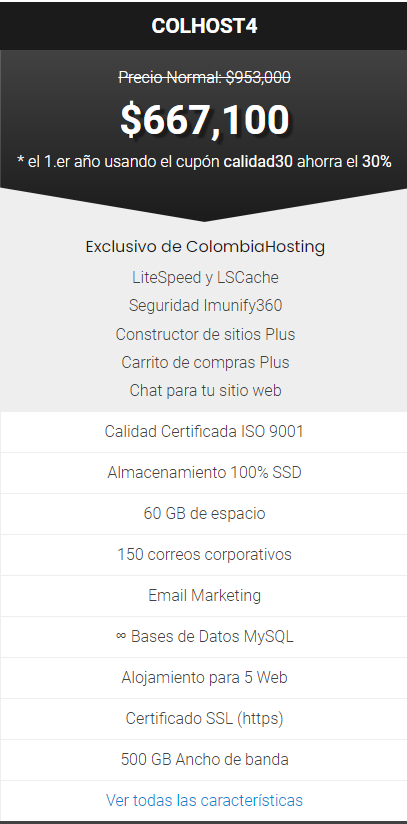 COLHOST4
Precio Normal: $953,000
$667,100
* el 1.er año usando el cupón calidad30 ahorra el 30%
Exclusivo de ColombiaHosting
LiteSpeed y LSCache
Seguridad Imunify360
Constructor de sitios Plus
Carrito de compras Plus
Chat para tu sitio web
Calidad Certificada ISO 9001
Almacenamiento 100% SSD
60 GB de espacio
150 correos corporativos
Email Marketing
∞ Bases de Datos MySQL
Alojamiento para 5 Web
Certificado SSL (https)
500 GB Ancho de banda
Ver todas las características